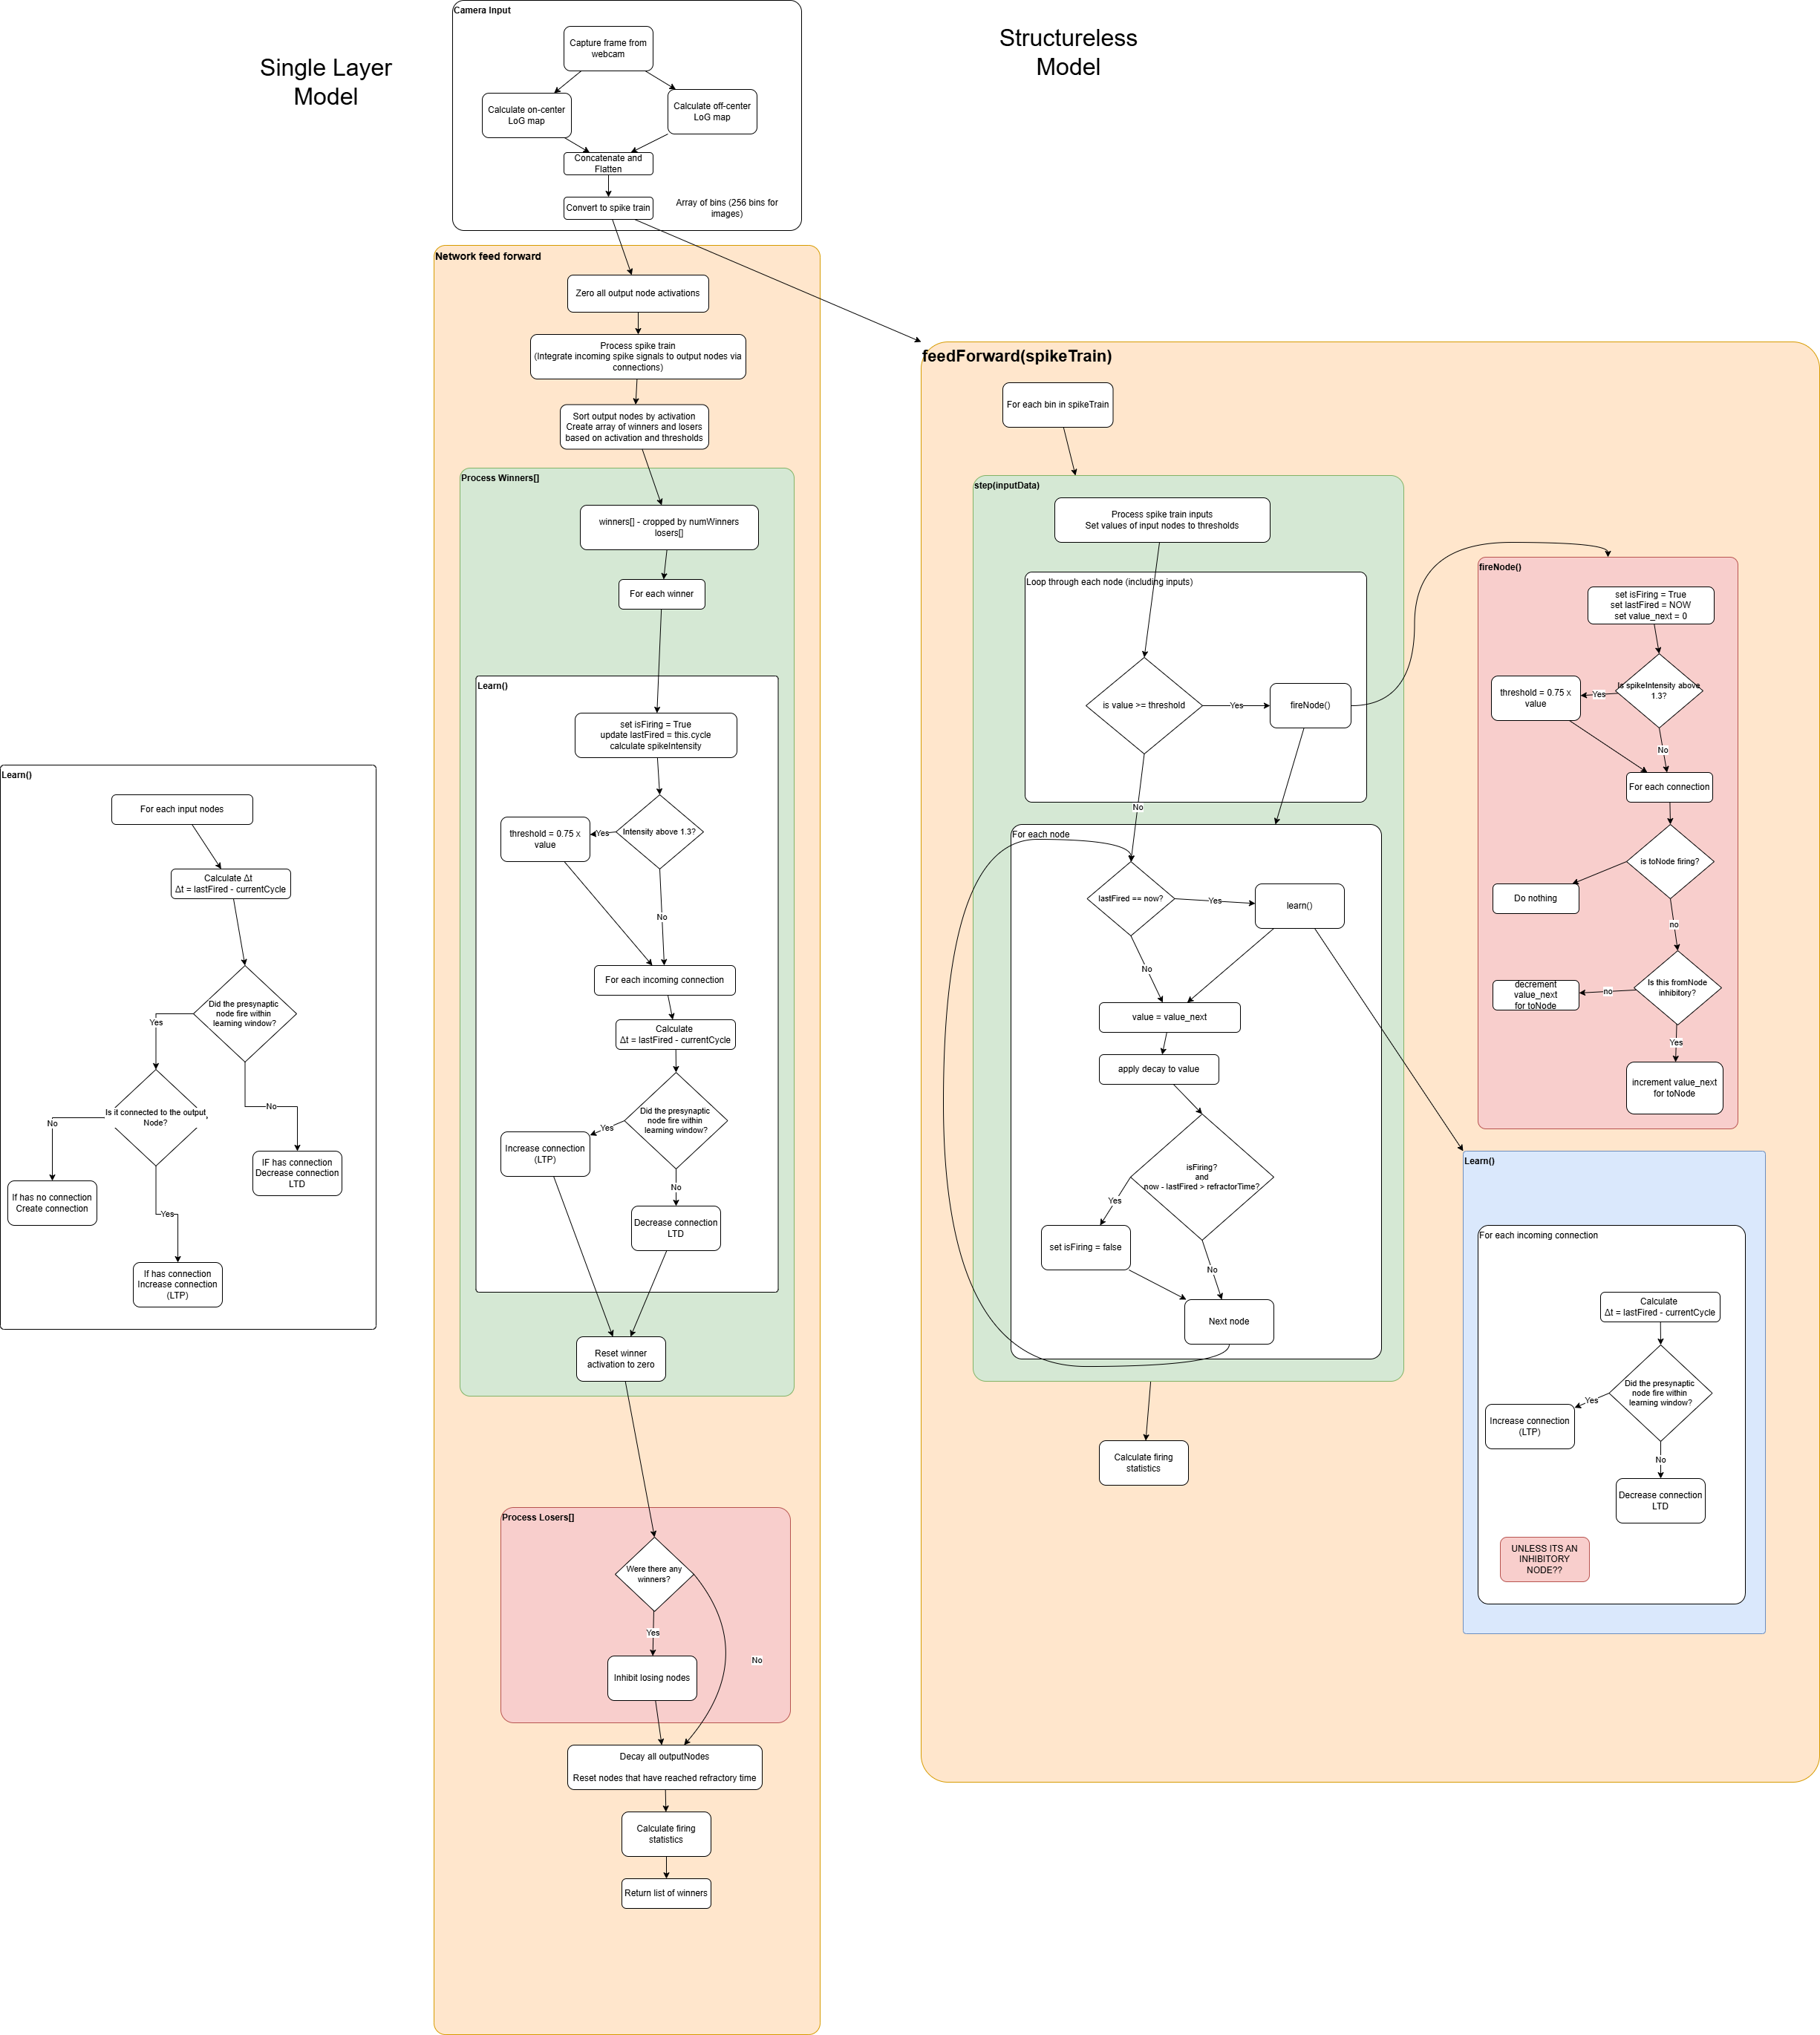 Single Layer
Model
Structureless
Model
Camera Input
Capture frame from
webcam
Calculate on-center
LoG map
Calculate off-center
LoG map
Concatenate and
Flatten
Convert to spike train
Array of bins (256 bins for
images)
Network feed forward
Zero all output node activations
Process spike train
(Integrate incoming spike signals to output nodes via
connections)
Sort output nodes by activation
Create array of winners and losers
based on activation and thresholds
Process Winners[]
winners[] - cropped by numWinners
losers[]
For each winner
Learn()
set isFiring = True
update lastFired = this.cycle
calculate spikeIntensity
Intensity above 1.3?
Yes
threshold = 0.75 x
value
No
For each incoming connection
Calculate
Δt = lastFired - currentCycle
Did the presynaptic
node fire within
learning window?
Yes
Increase connection
(LTP)
No
Decrease connection
LTD
Reset winner
activation to zero
Process Losers[]
Were there any
winners?
Yes
No
Inhibit losing nodes
Decay all outputNodes
Reset nodes that have reached refractory time
Calculate firing
statistics
Return list of winners
Learn()
For each input nodes
Calculate Δt
Δt = lastFired - currentCycle
Did the presynaptic
node fire within
learning window?
Yes
No
Is it connected to the output
Node?
No
Yes
IF has connection
Decrease connection
LTD
If has no connection
Create connection
If has connection
Increase connection
(LTP)
feedForward(spikeTrain)
For each bin in spikeTrain
step(inputData)
Process spike train inputs
Set values of input nodes to thresholds
Loop through each node (including inputs)
is value >= threshold
Yes
fireNode()
No
For each node
lastFired == now?
Yes
learn()
No
value = value_next
apply decay to value
isFiring?
and
now - lastFired > refractorTime?
Yes
set isFiring = false
No
Next node
Calculate firing
statistics
fireNode()
set isFiring = True
set lastFired = NOW
set value_next = 0
Is spikeIntensity above
1.3?
Yes
threshold = 0.75 x
value
No
For each connection
is toNode firing?
Do nothing
no
Is this fromNode
inhibitory?
no
decrement
value_next
for toNode
Yes
increment value_next
for toNode
Learn()
For each incoming connection
Calculate
Δt = lastFired - currentCycle
Did the presynaptic
node fire within
learning window?
Yes
Increase connection
(LTP)
No
Decrease connection
LTD
UNLESS ITS AN
INHIBITORY
NODE??